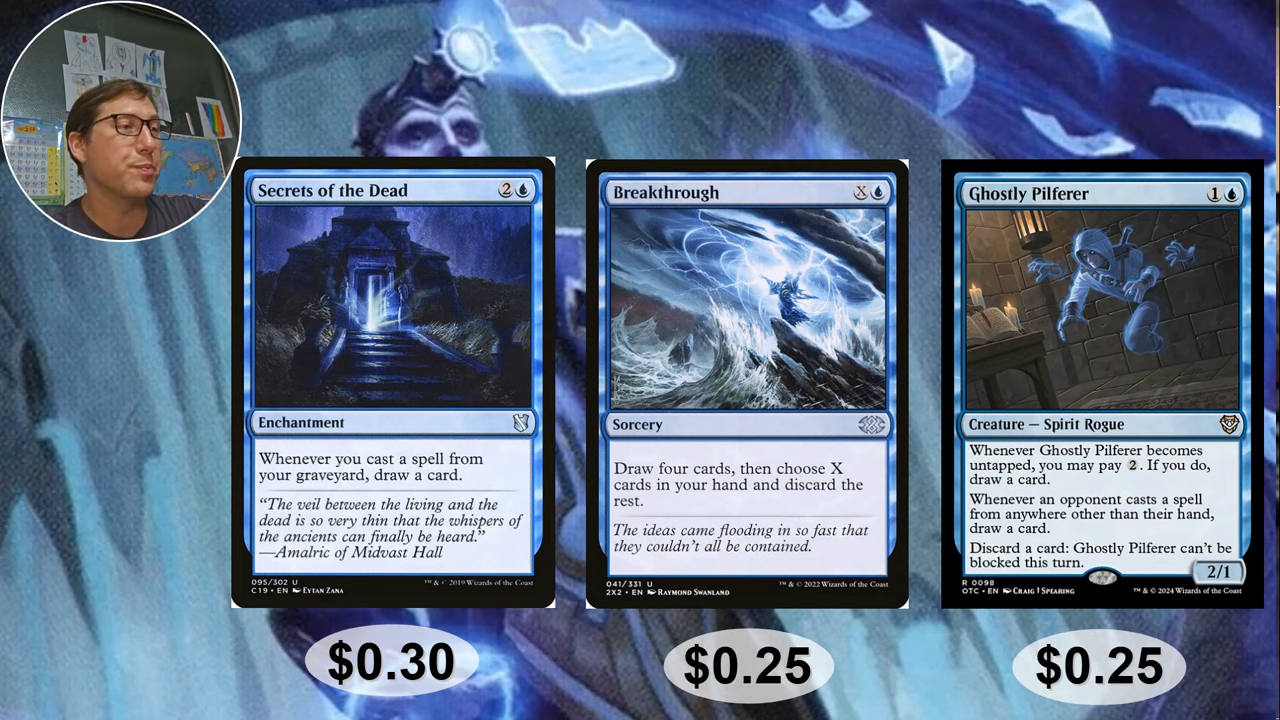 Secrets of the Dead
2
Enchantment
Whenever you cast a spell from
your graveyard, draw a card.
“The veil between the living and the
dead is so very thin that the whispers of
the ancients can finally be heard.”
—Amalric of Midvast Hall
095/302 U
C19 • EN Eytan Zana
™ & © 2019 Wizards of the Coast
$0.30
Breakthrough
X
Sorcery
Draw four cards, then choose X
cards in your hand and discard the
rest.
The ideas came flooding in so fast that
they couldn’t all be contained.
041/331 U
2X2 • EN Raymond Swanland
™ & © 2022 Wizards of the Coast
$0.25
Ghostly Pilferer
1
Creature — Spirit Rogue
Whenever Ghostly Pilferer becomes
untapped, you may pay 2. If you do,
draw a card.
Whenever an opponent casts a spell
from anywhere other than their hand,
draw a card.
Discard a card: Ghostly Pilferer can’t be
blocked this turn.
2/1
R 0098
OTC • EN Craig J Spearing
™ & © 2024 Wizards of the Coast
$0.25